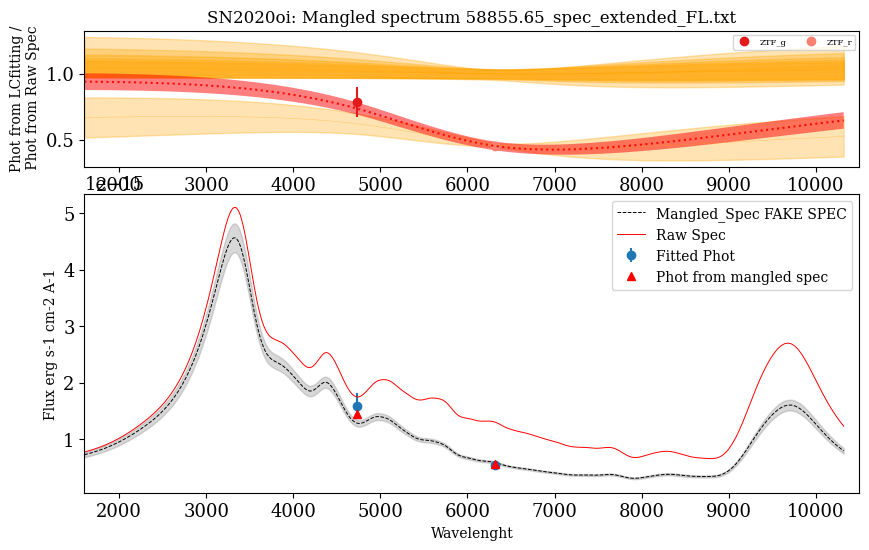 SN2020oi: Mangled spectrum 58855.65_spec_extended_FL.txt
Phot from LCfitting /
Phot from Raw Spec
1.0
0.5
ZTF_g
ZTF_r
2000 3000 4000 5000 6000 7000 8000 9000 10000
1e−15
Flux erg s-1 cm-2 A-1
5
4
3
2
1
Mangled_Spec FAKE SPEC
Raw Spec
Fitted Phot
Phot from mangled spec
2000 3000 4000 5000 6000 7000 8000 9000 10000
Wavelenght